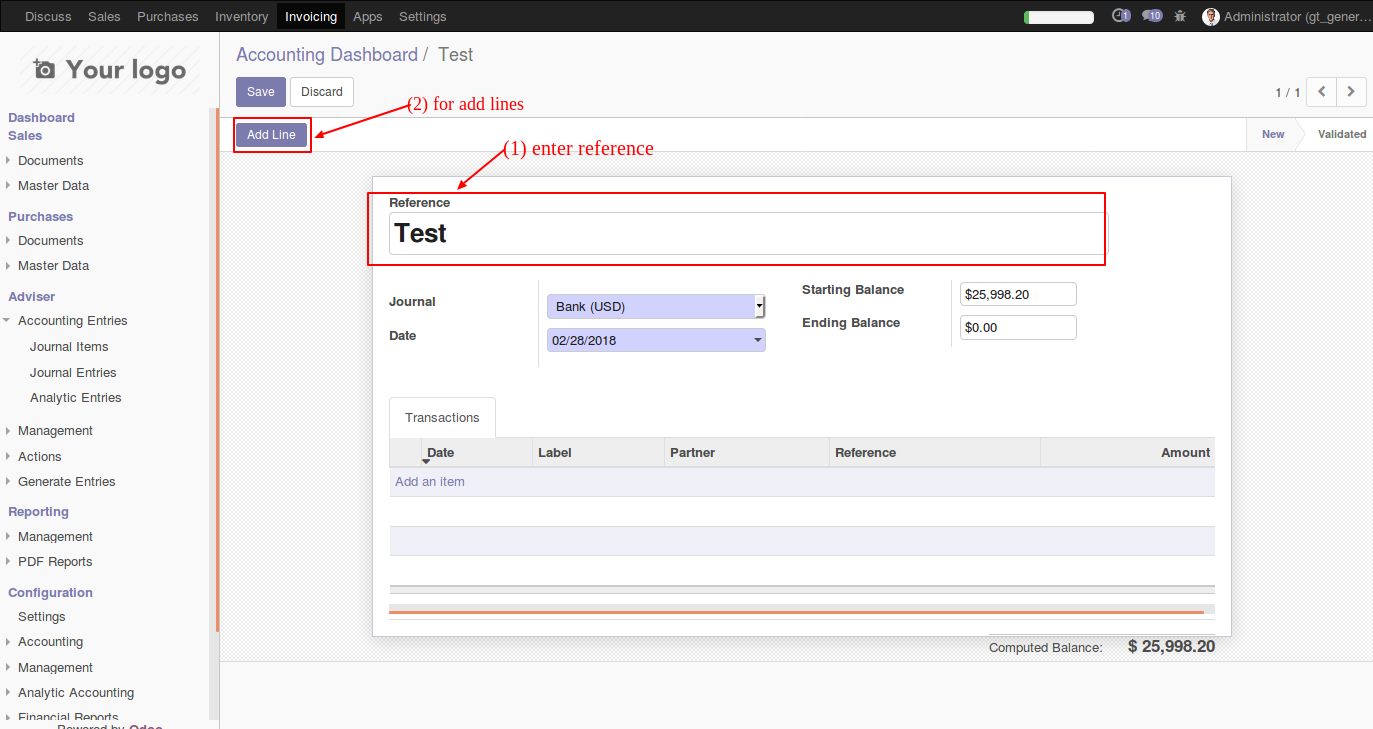 Discuss Sales Purchases Inventory Invoicing Apps Settings 1 10 Administrator (gt_gener...
Your logo
Accounting Dashboard / Test
Save Discard
1 / 1
(2) for add lines
Add Line
New Validated
(1) enter reference
Dashboard
Sales
Documents
Master Data
Purchases
Documents
Master Data
Adviser
Accounting Entries
Journal Items
Journal Entries
Analytic Entries
Management
Actions
Generate Entries
Reporting
Management
PDF Reports
Configuration
Settings
Accounting
Management
Analytic Accounting
Financial Reports
Powered by Odoo
Reference
Test
Journal Bank (USD)
Date 02/28/2018
Starting Balance $25,998.20
Ending Balance $0.00
Transactions
Date Label Partner Reference Amount
Add an item
Computed Balance: $ 25,998.20